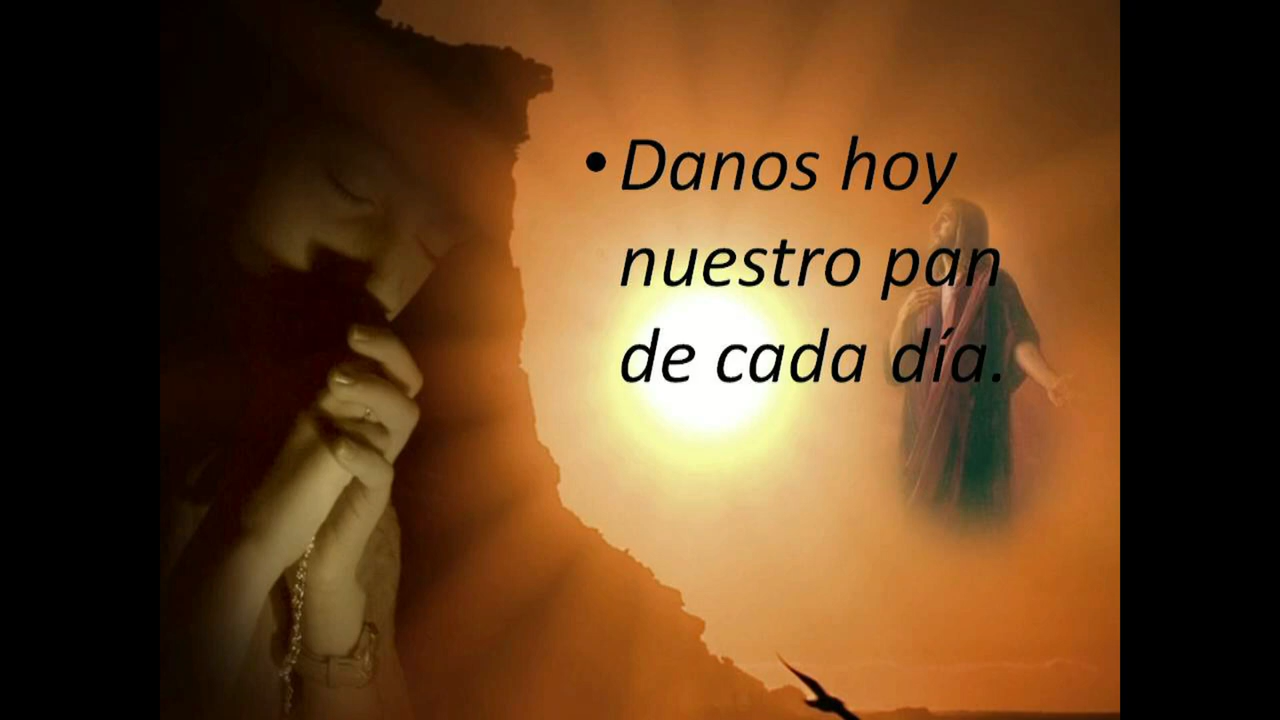 • Danos hoy
nuestro pan
de cada día.